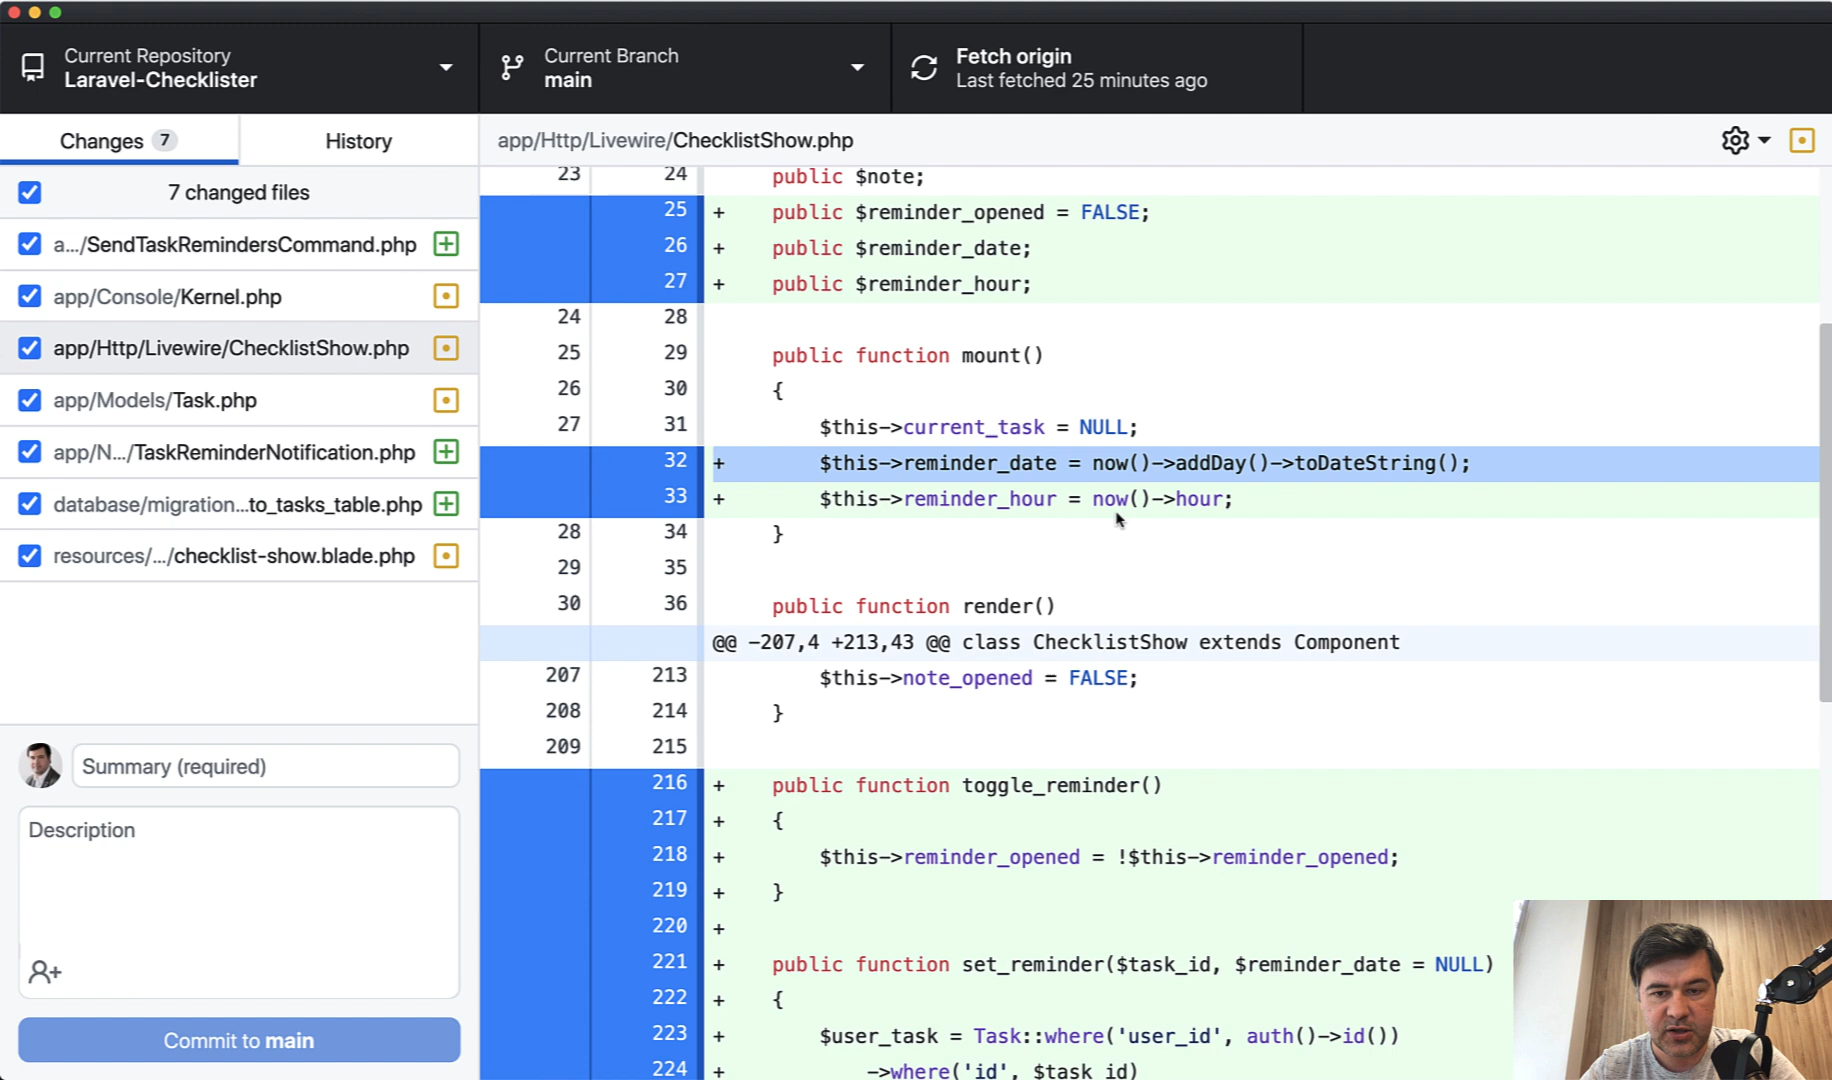 Current Repository
Laravel-Checklister
Current Branch
main
Fetch origin
Last fetched 25 minutes ago
Changes 7
History
app/Http/Livewire/ChecklistShow.php
7 changed files
a.../SendTaskRemindersCommand.php
app/Console/Kernel.php
app/Http/Livewire/ChecklistShow.php
app/Models/Task.php
app/N.../TaskReminderNotification.php
database/migration...to_tasks_table.php
resources/.../checklist-show.blade.php
Summary (required)
Description
Commit to main
23 24 public $note;
25 + public $reminder_opened = FALSE;
26 + public $reminder_date;
27 + public $reminder_hour;
24 28
25 29 public function mount()
26 30 {
27 31 $this->current_task = NULL;
32 + $this->reminder_date = now()->addDay()->toDateString();
33 + $this->reminder_hour = now()->hour;
28 34 }
29 35
30 36 public function render()
@@ -207,4 +213,43 @@ class ChecklistShow extends Component
207 213 $this->note_opened = FALSE;
208 214 }
209 215
216 + public function toggle_reminder()
217 + {
218 + $this->reminder_opened = !$this->reminder_opened;
219 + }
220 +
221 + public function set_reminder($task_id, $reminder_date = NULL)
222 + {
223 + $user_task = Task::where('user_id', auth()->id())
224 + ->where('id', $task_id)